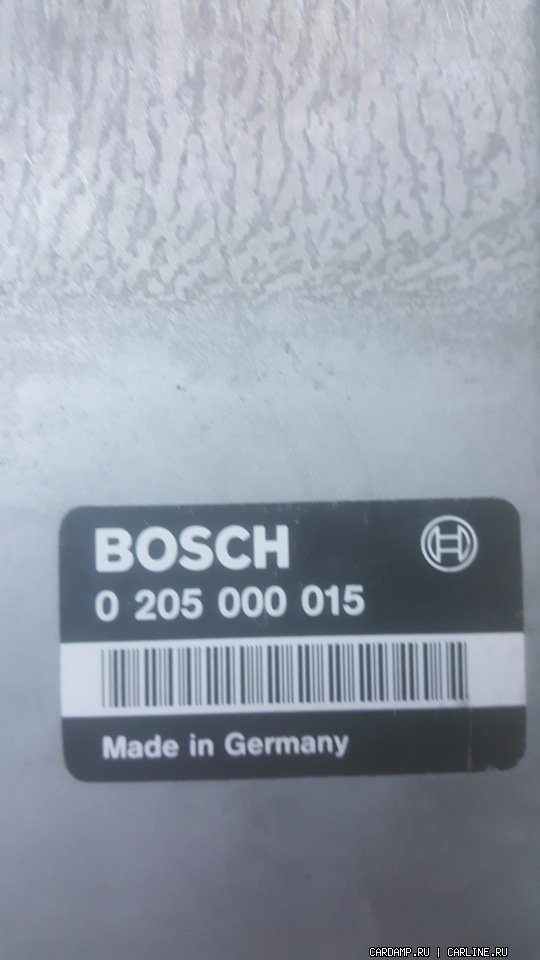 BOSCH
0 205 000 015
Made in Germany
CARDAMP.RU | CARLINE.RU